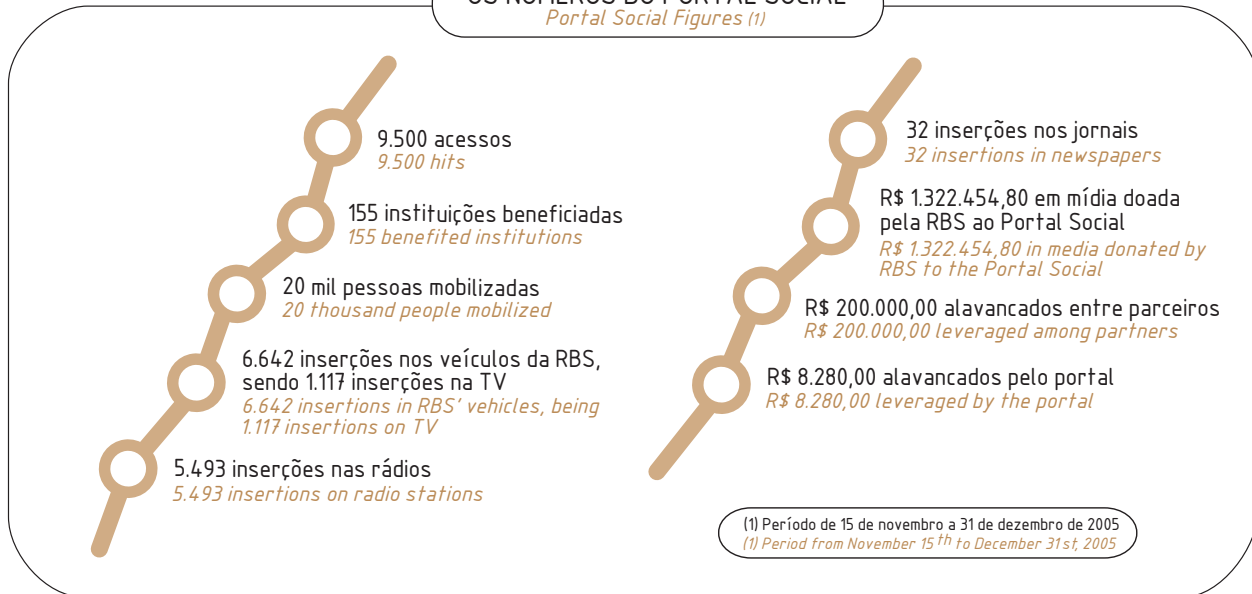 OS NÚMEROS DO PORTAL SOCIAL
Portal Social Figures (1)
9.500 acessos
9.500 hits
155 instituições beneficiadas
155 benefited institutions
20 mil pessoas mobilizadas
20 thousand people mobilized
6.642 inserções nos veículos da RBS,
sendo 1.117 inserções na TV
6.642 insertions in RBS' vehicles, being
1.117 insertions on TV
5.493 inserções nas rádios
5.493 insertions on radio stations
32 inserções nos jornais
32 insertions in newspapers
R$ 1.322.454,80 em mídia doada
pela RBS ao Portal Social
R$ 1.322.454,80 in media donated by
RBS to the Portal Social
R$ 200.000,00 alavancados entre parceiros
R$ 200.000,00 leveraged among partners
R$ 8.280,00 alavancados pelo portal
R$ 8.280,00 leveraged by the portal
(1) Período de 15 de novembro a 31 de dezembro de 2005
(1) Period from November 15th to December 31st, 2005